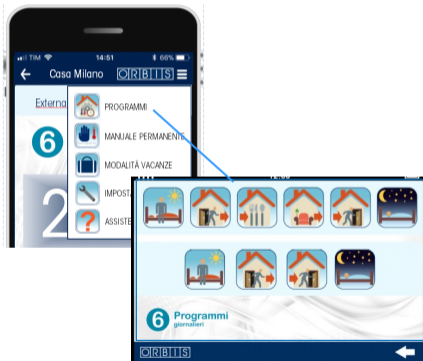 TIM 14:51 66%
Casa Milano ORBIS
Externa
PROGRAMMI
6
MANUALE PERMANENTE
MODALITÀ VACANZE
2
IMPOST
ASSISTE
6 Programmi
giornalieri
ORBIS